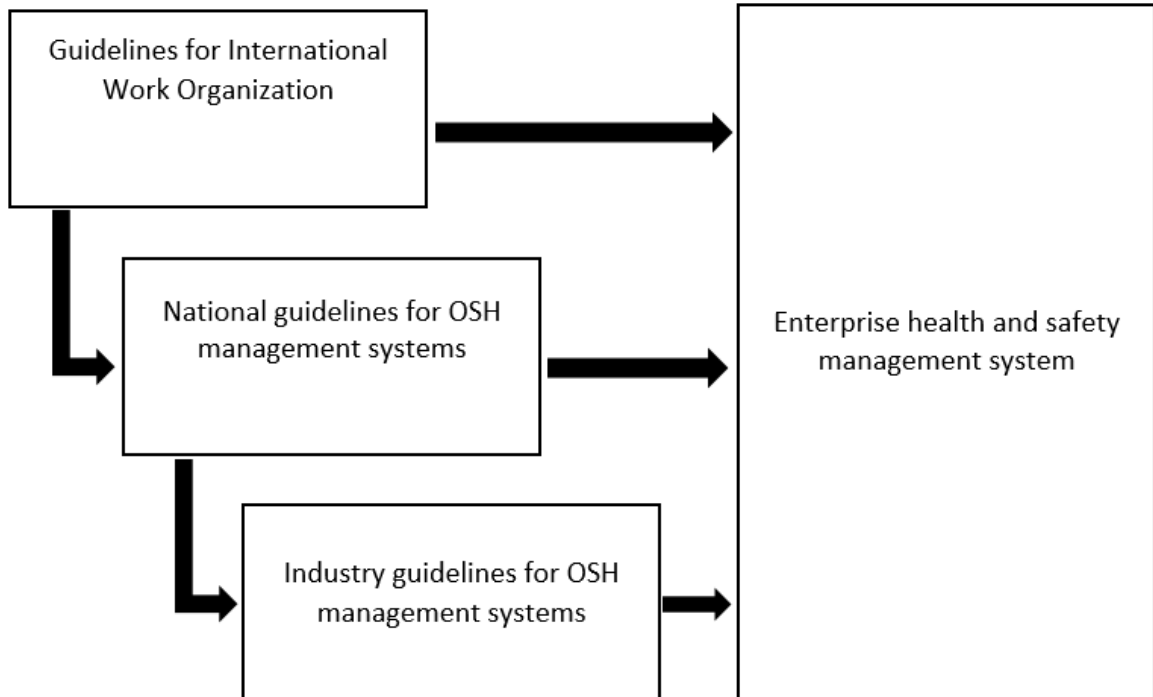 Guidelines for International
Work Organization
National guidelines for OSH
management systems
Enterprise health and safety
management system
Industry guidelines for OSH
management systems